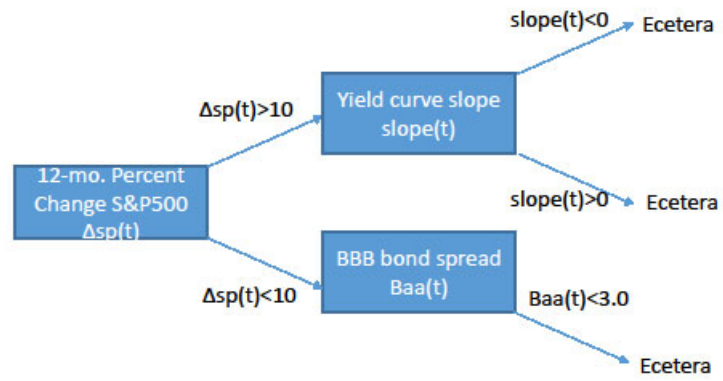 slope(t)<0
Ecetera
Δsp(t)>10
Yield curve slope
slope(t)
12-mo. Percent
Change S&P500
Δsp(t)
slope(t)>0
Ecetera
BBB bond spread
Baa(t)
Δsp(t)<10
Baa(t)<3.0
Ecetera